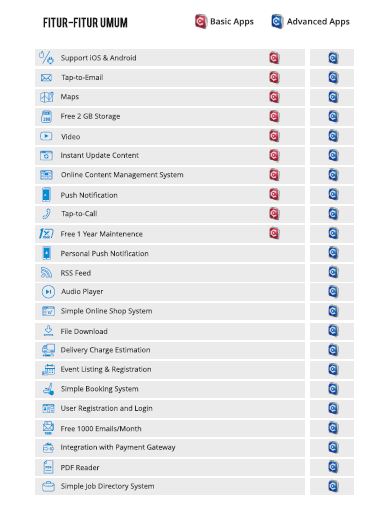 FITUR-FITUR UMUM
Basic Apps
Advanced Apps
Support iOS & Android
Tap-to-Email
Maps
Free 2 GB Storage
Video
Instant Update Content
Online Content Management System
Push Notification
Tap-to-Call
Free 1 Year Maintenence
Personal Push Notification
RSS Feed
Audio Player
Simple Online Shop System
File Download
Delivery Charge Estimation
Event Listing & Registration
Simple Booking System
User Registration and Login
Free 1000 Emails/Month
Integration with Payment Gateway
PDF Reader
Simple Job Directory System